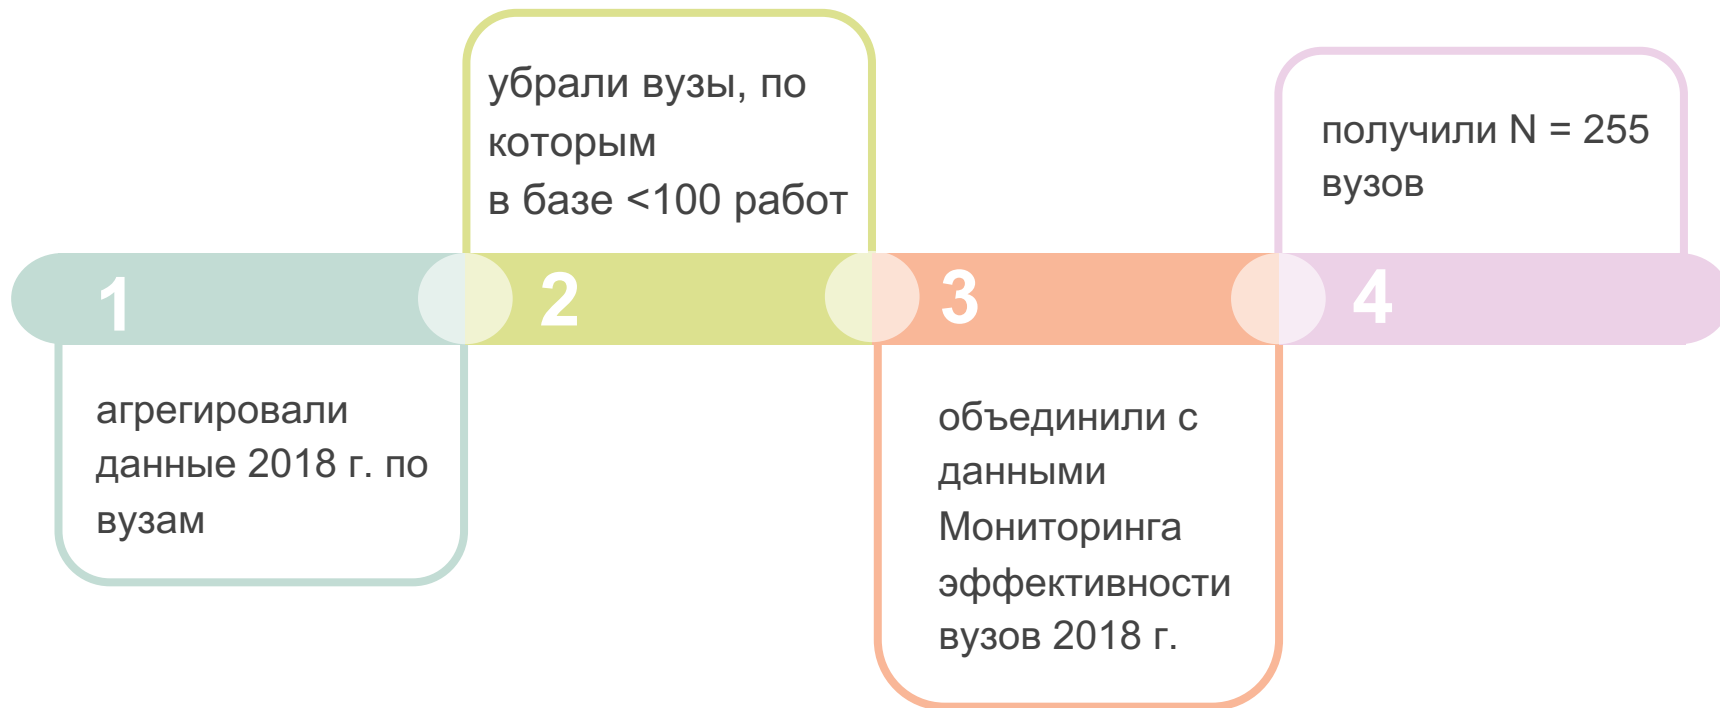 1
агрегировали
данные 2018 г. по
вузам
2
убрали вузы, по
которым
в базе <100 работ
3
объединили с
данными
Мониторинга
эффективности
вузов 2018 г.
4
получили N = 255
вузов